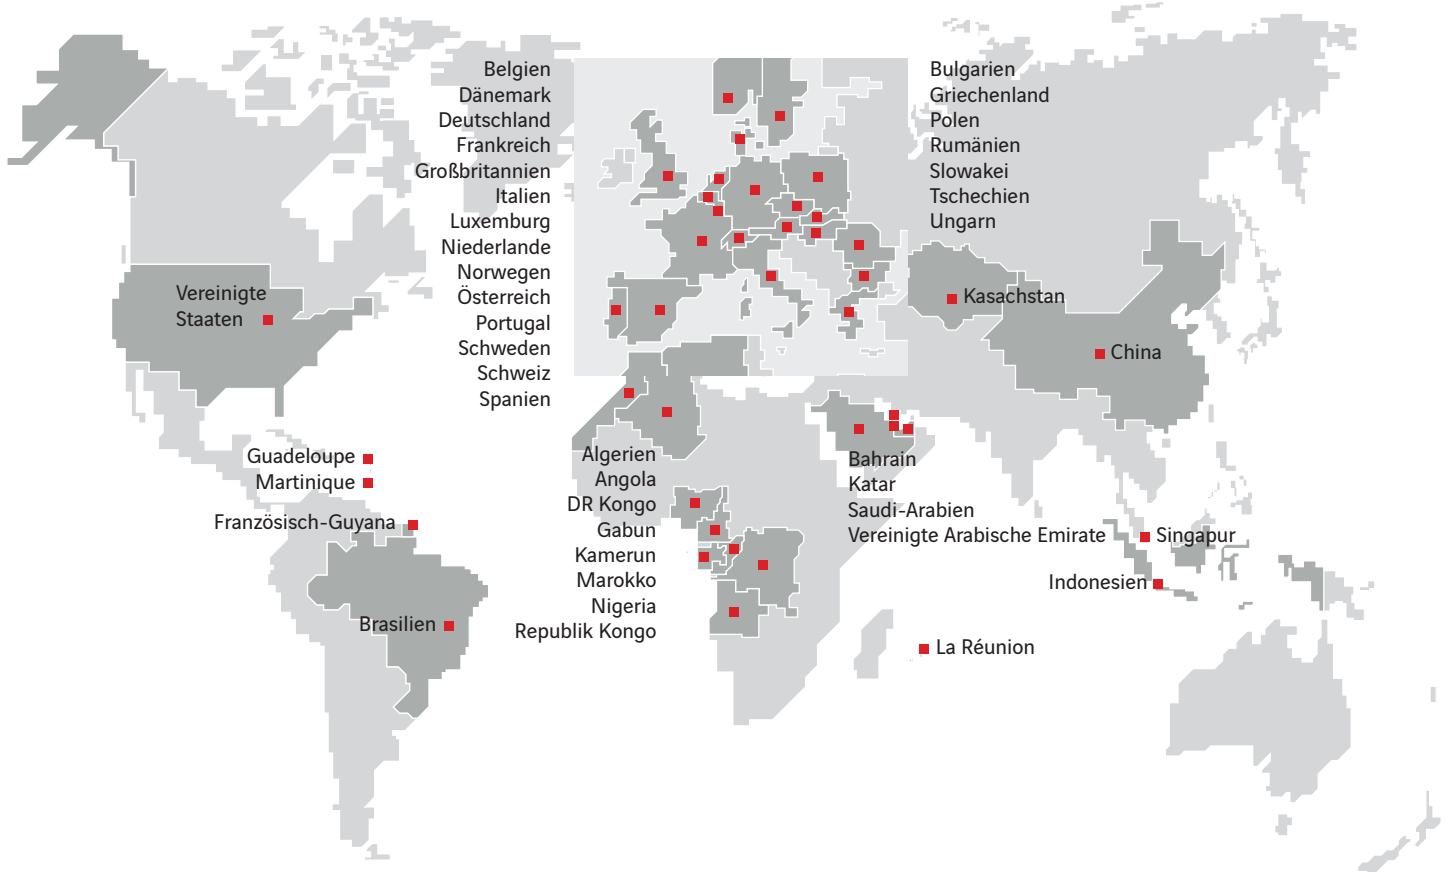 Belgien
Dänemark
Deutschland
Frankreich
Großbritannien
Italien
Luxemburg
Niederlande
Norwegen
Österreich
Portugal
Schweden
Schweiz
Spanien
Bulgarien
Griechenland
Polen
Rumänien
Slowakei
Tschechien
Ungarn
Vereinigte
Staaten
Kasachstan
China
Guadeloupe
Martinique
Französisch-Guyana
Brasilien
Algerien
Angola
DR Kongo
Gabun
Kamerun
Marokko
Nigeria
Republik Kongo
Bahrain
Katar
Saudi-Arabien
Vereinigte Arabische Emirate
Singapur
Indonesien
La Réunion